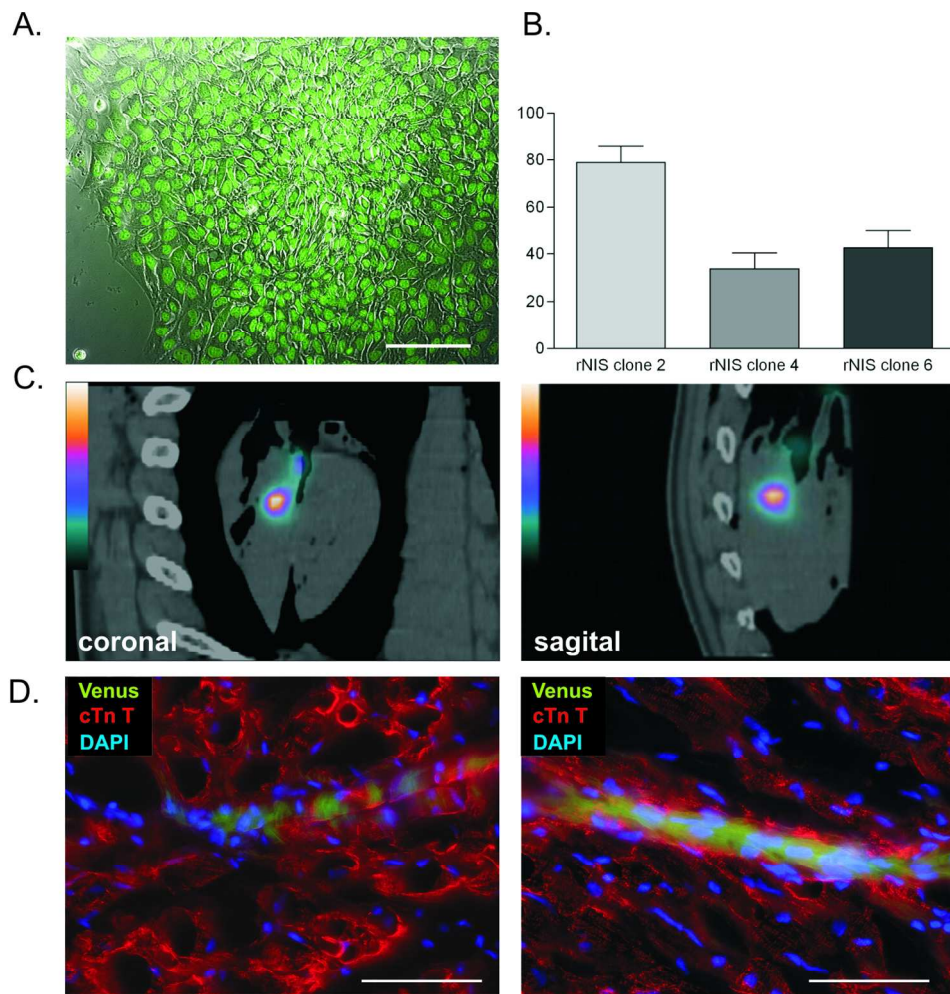 A.
B.
100
80
60
40
20
0
rNIS clone 2
rNIS clone 4
rNIS clone 6
C.
coronal
sagital
D.
Venus
cTn T
DAPI
Venus
cTn T
DAPI